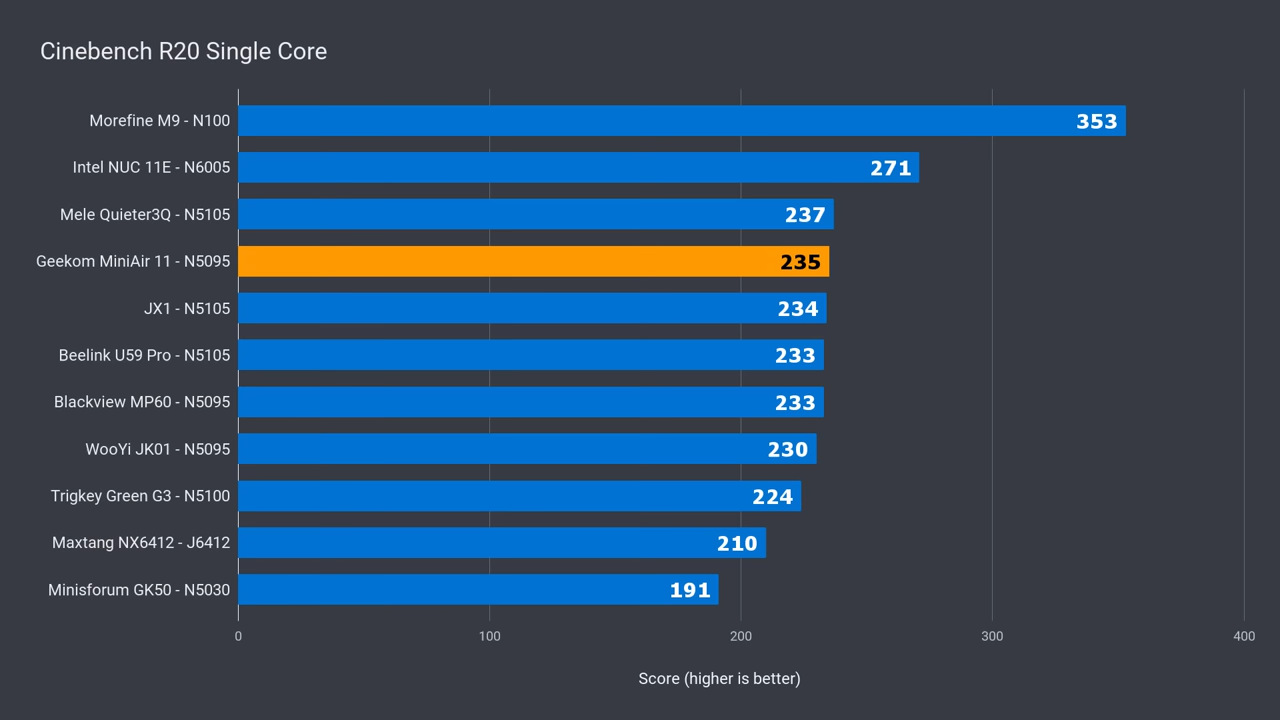 Cinebench R20 Single Core
Morefine M9 - N100 353
Intel NUC 11E - N6005 271
Mele Quieter3Q - N5105 237
Geekom MiniAir 11 - N5095 235
JX1 - N5105 234
Beelink U59 Pro - N5105 233
Blackview MP60 - N5095 233
WooYi JK01 - N5095 230
Trigkey Green G3 - N5100 224
Maxtang NX6412 - J6412 210
Minisforum GK50 - N5030 191
0 100 200 300 400
Score (higher is better)